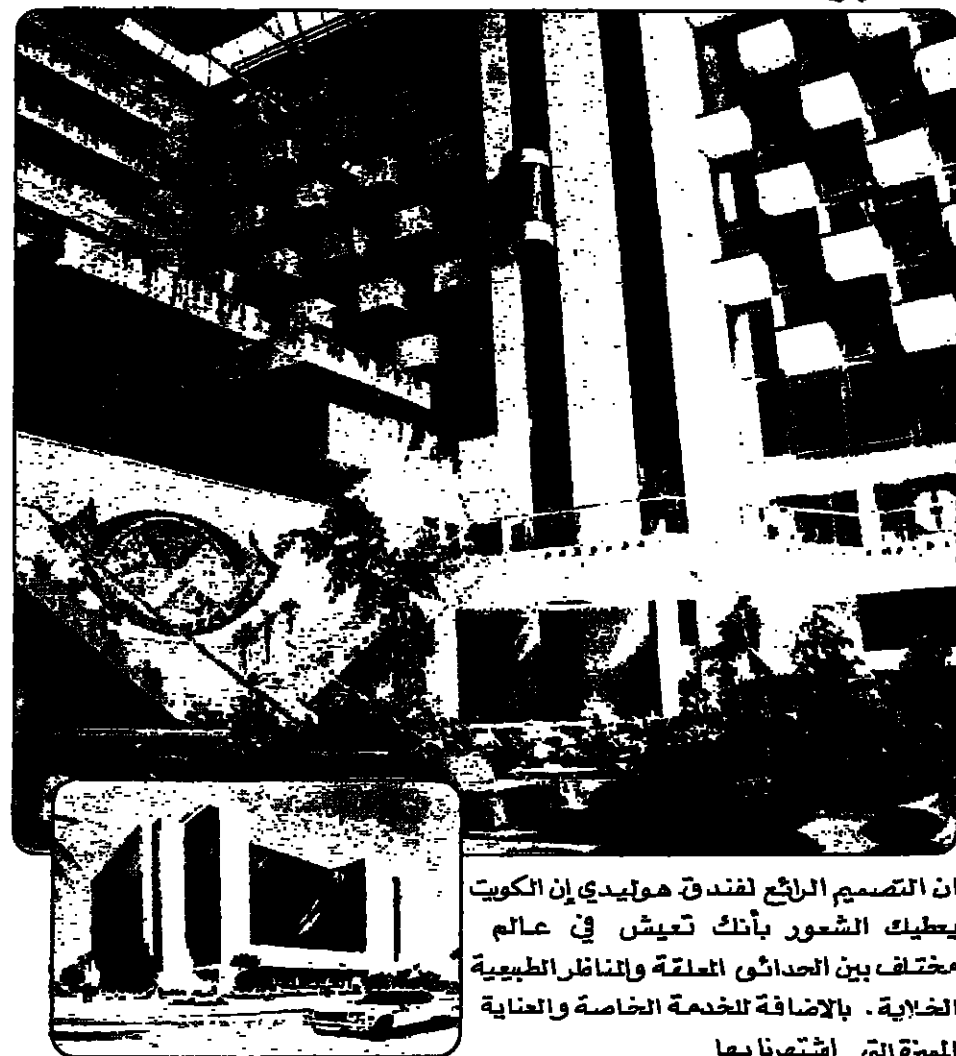 ان التصميم الرائع لفندق هوليدي إن الكويت
يعطيك الشعور بأنك تعيش في عالم
مختلف بين الحدائق المعلقة والمناظر الطبيعية
الخلابة. بالاضافة للخدمة الخاصة والعناية
المميزة التي اشتهرنا بها